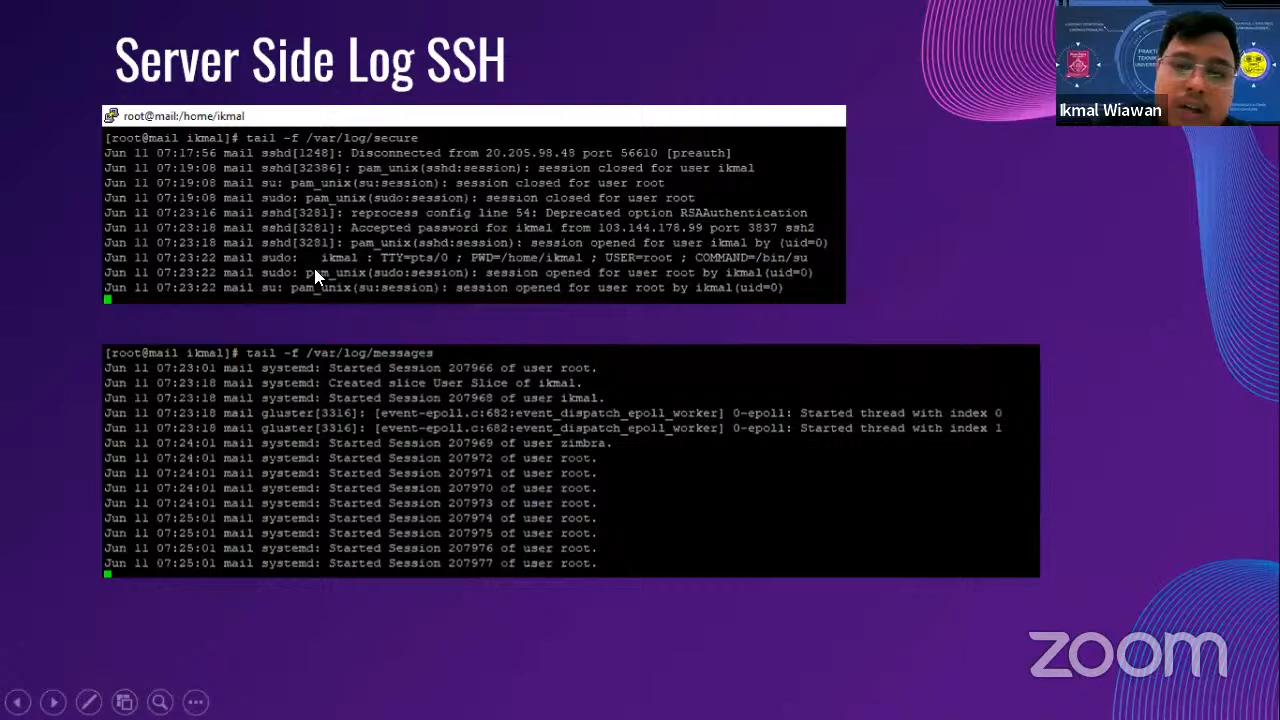 Server Side Log SSH
root@mail:/home/ikmal
[root@mail ikmal]# tail -f /var/log/secure
Jun 11 07:17:56 mail sshd[1248]: Disconnected from 20.205.98.48 port 56610 [preauth]
Jun 11 07:19:08 mail sshd[32386]: pam_unix(sshd:session): session closed for user ikmal
Jun 11 07:19:08 mail su: pam_unix(su:session): session closed for user root
Jun 11 07:19:08 mail sudo: pam_unix(sudo:session): session closed for user root
Jun 11 07:23:16 mail sshd[3281]: reprocess config line 54: Deprecated option RSAAuthentication
Jun 11 07:23:18 mail sshd[3281]: Accepted password for ikmal from 103.144.178.99 port 3837 ssh2
Jun 11 07:23:18 mail sshd[3281]: pam_unix(sshd:session): session opened for user ikmal by (uid=0)
Jun 11 07:23:22 mail sudo:    ikmal : TTY=pts/0 ; PWD=/home/ikmal ; USER=root ; COMMAND=/bin/su
Jun 11 07:23:22 mail sudo: pam_unix(sudo:session): session opened for user root by ikmal(uid=0)
Jun 11 07:23:22 mail su: pam_unix(su:session): session opened for user root by ikmal(uid=0)
[root@mail ikmal]# tail -f /var/log/messages
Jun 11 07:23:01 mail systemd: Started Session 207966 of user root.
Jun 11 07:23:18 mail systemd: Created slice User Slice of ikmal.
Jun 11 07:23:18 mail systemd: Started Session 207968 of user ikmal.
Jun 11 07:23:18 mail gluster[3316]: [event-epoll.c:682:event_dispatch_epoll_worker] 0-epoll: Started thread with index 0
Jun 11 07:23:18 mail gluster[3316]: [event-epoll.c:682:event_dispatch_epoll_worker] 0-epoll: Started thread with index 1
Jun 11 07:24:01 mail systemd: Started Session 207969 of user zimbra.
Jun 11 07:24:01 mail systemd: Started Session 207972 of user root.
Jun 11 07:24:01 mail systemd: Started Session 207971 of user root.
Jun 11 07:24:01 mail systemd: Started Session 207970 of user root.
Jun 11 07:24:01 mail systemd: Started Session 207973 of user root.
Jun 11 07:25:01 mail systemd: Started Session 207974 of user root.
Jun 11 07:25:01 mail systemd: Started Session 207975 of user root.
Jun 11 07:25:01 mail systemd: Started Session 207976 of user root.
Jun 11 07:25:01 mail systemd: Started Session 207977 of user root.
Ikmal Wiawan
zoom